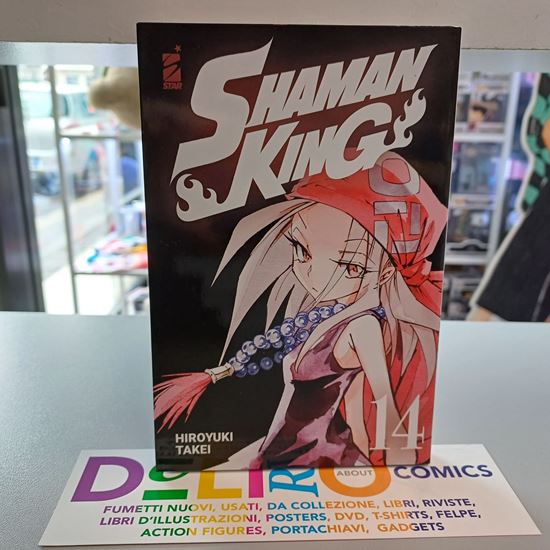 STAR
SHAMAN
KING
14
HIROYUKI
TAKEI
ABOUT
COMICS
FUMETTI NUOVI, USATI, DA COLLEZIONE, LIBRI, RIVISTE,
LIBRI D'ILLUSTRAZIONI, POSTERS, DVD, T-SHIRTS, FELPE,
ACTION FIGURES, PORTACHIAVI, GADGETS